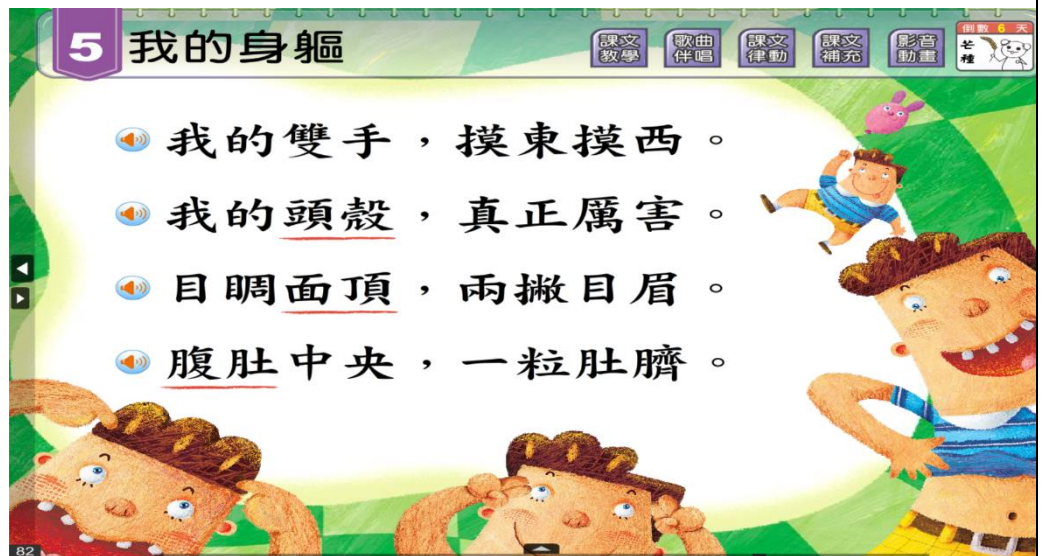 5 我的身軀
課文教學 歌曲伴唱 課文律動 課文補充 影音動畫
倒數 6 天
芒種
我的雙手，摸東摸西。
我的頭殼，真正厲害。
目睭面頂，兩撇目眉。
腹肚中央，一粒肚臍。
82